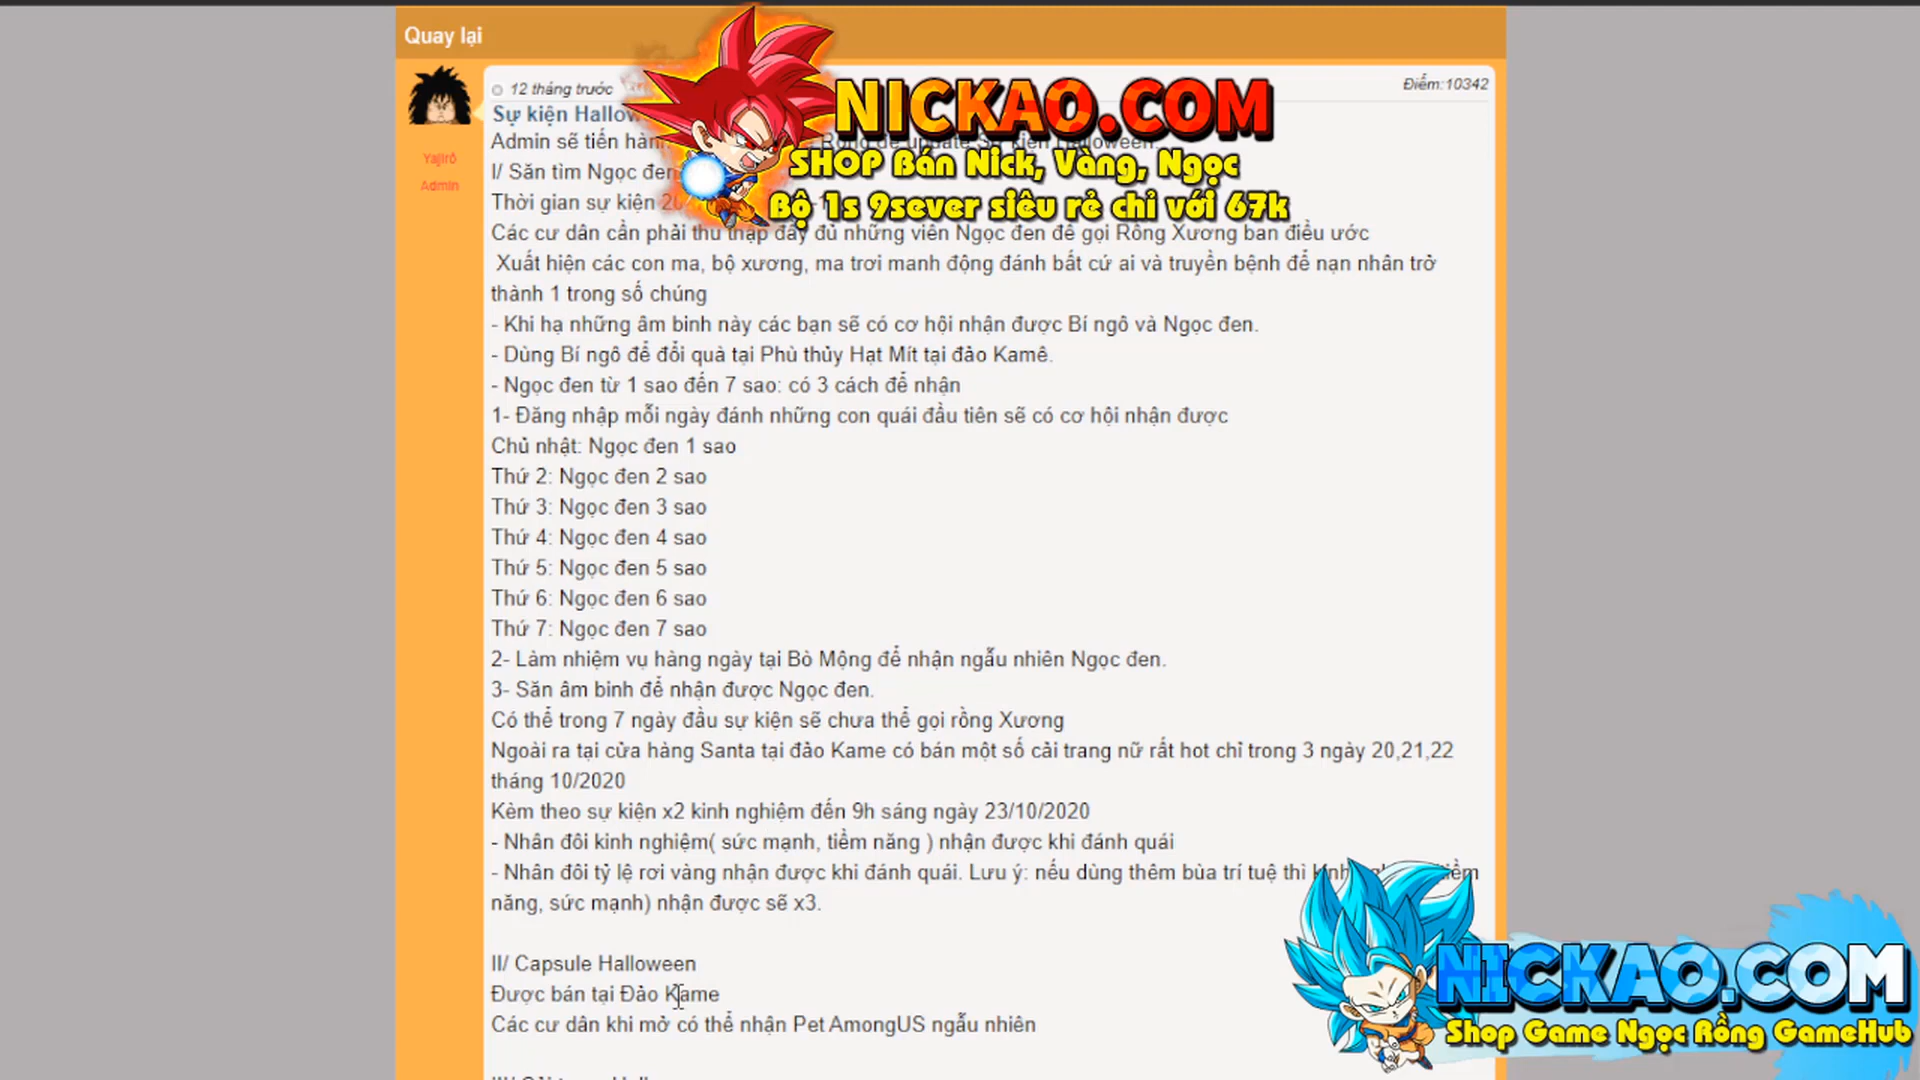 Quay lại
12 tháng trước
Điểm:10342
Yajirô
Admin
Sự kiện Hallow
NICKAO.COM
Admin sẽ tiến hàn Rồng để update Sự kiện Halloween.
SHOP Bán Nick, Vàng, Ngọc
I/ Săn tìm Ngọc đen
Thời gian sự kiện
Bộ 1s 9sever siêu rẻ chỉ với 67k
Các cư dân cần phải thu thập đầy đủ những viên Ngọc đen để gọi Rồng Xương ban điều ước
Xuất hiện các con ma, bộ xương, ma trơi manh động đánh bất cứ ai và truyền bệnh để nạn nhân trở
thành 1 trong số chúng
- Khi hạ những âm binh này các bạn sẽ có cơ hội nhận được Bí ngô và Ngọc đen.
- Dùng Bí ngô để đổi quà tại Phù thủy Hạt Mít tại đảo Kamê.
- Ngọc đen từ 1 sao đến 7 sao: có 3 cách để nhận
1- Đăng nhập mỗi ngày đánh những con quái đầu tiên sẽ có cơ hội nhận được
Chủ nhật: Ngọc đen 1 sao
Thứ 2: Ngọc đen 2 sao
Thứ 3: Ngọc đen 3 sao
Thứ 4: Ngọc đen 4 sao
Thứ 5: Ngọc đen 5 sao
Thứ 6: Ngọc đen 6 sao
Thứ 7: Ngọc đen 7 sao
2- Làm nhiệm vụ hàng ngày tại Bò Mộng để nhận ngẫu nhiên Ngọc đen.
3- Săn âm binh để nhận được Ngọc đen.
Có thể trong 7 ngày đầu sự kiện sẽ chưa thể gọi rồng Xương
Ngoài ra tại cửa hàng Santa tại đảo Kame có bán một số cải trang nữ rất hot chỉ trong 3 ngày 20,21,22
tháng 10/2020
Kèm theo sự kiện x2 kinh nghiệm đến 9h sáng ngày 23/10/2020
- Nhân đôi kinh nghiệm( sức mạnh, tiềm năng ) nhận được khi đánh quái
- Nhân đôi tỷ lệ rơi vàng nhận được khi đánh quái. Lưu ý: nếu dùng thêm bùa trí tuệ thì kinh
năng, sức mạnh) nhận được sẽ x3.
II/ Capsule Halloween
Được bán tại Đảo Kame
Các cư dân khi mở có thể nhận Pet AmongUS ngẫu nhiên
NICKAO.COM
Shop Game Ngọc Rồng GameHub